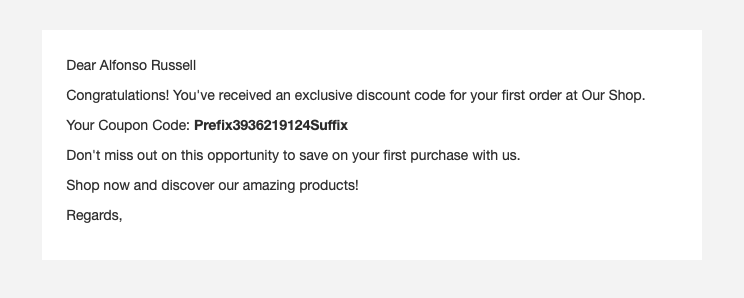 Dear Alfonso Russell
Congratulations! You've received an exclusive discount code for your first order at Our Shop.
Your Coupon Code: Prefix3936219124Suffix
Don't miss out on this opportunity to save on your first purchase with us.
Shop now and discover our amazing products!
Regards,